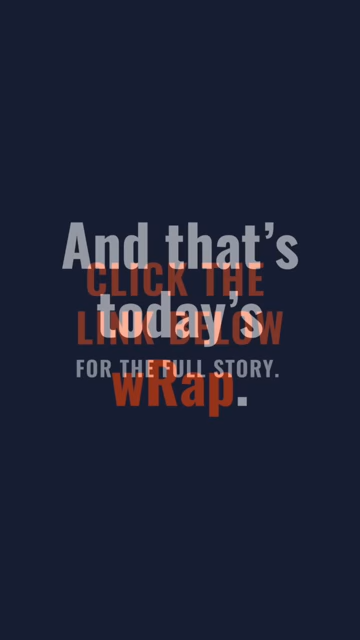 And that's
CLICK THE
today's
LINK BELOW
FOR THE FULL STORY.
wRap.